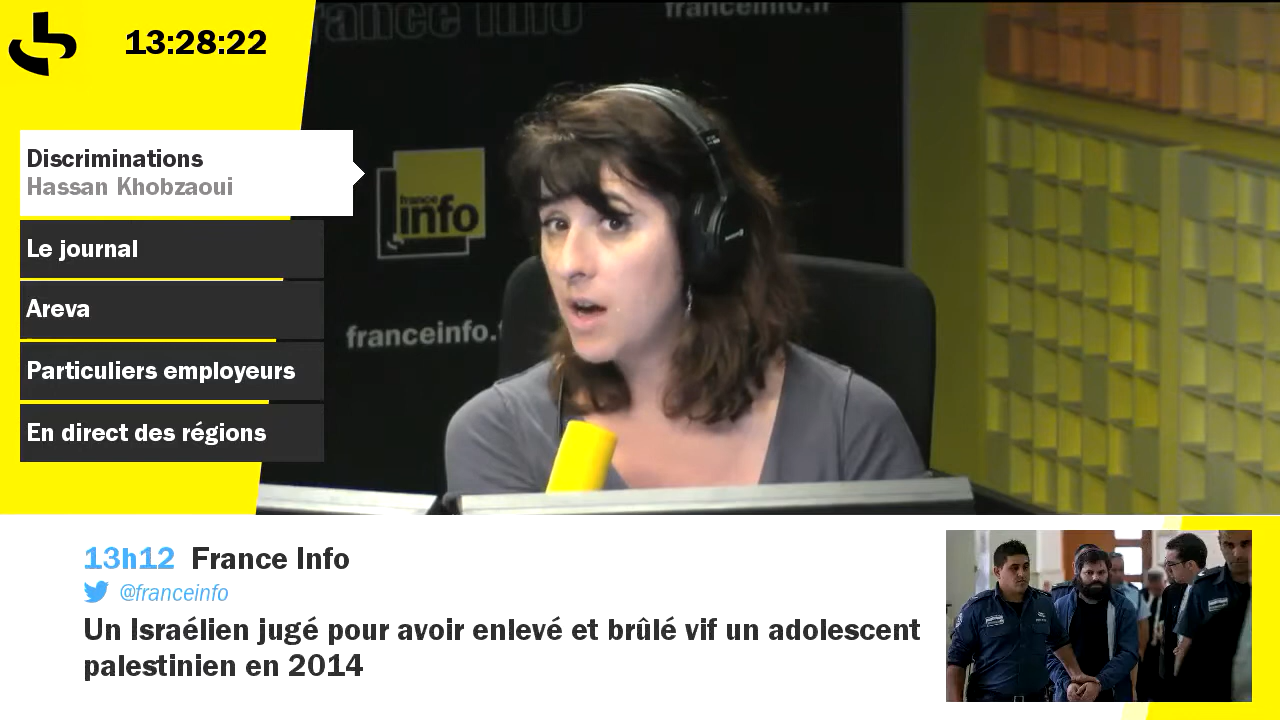 france info
franceinfo.fr
13:28:22
Discriminations
Hassan Khobzaoui
france
info
Le journal
Areva
franceinfo.f
Particuliers employeurs
En direct des régions
13h12 France Info
@franceinfo
Un Israélien jugé pour avoir enlevé et brûlé vif un adolescent
palestinien en 2014